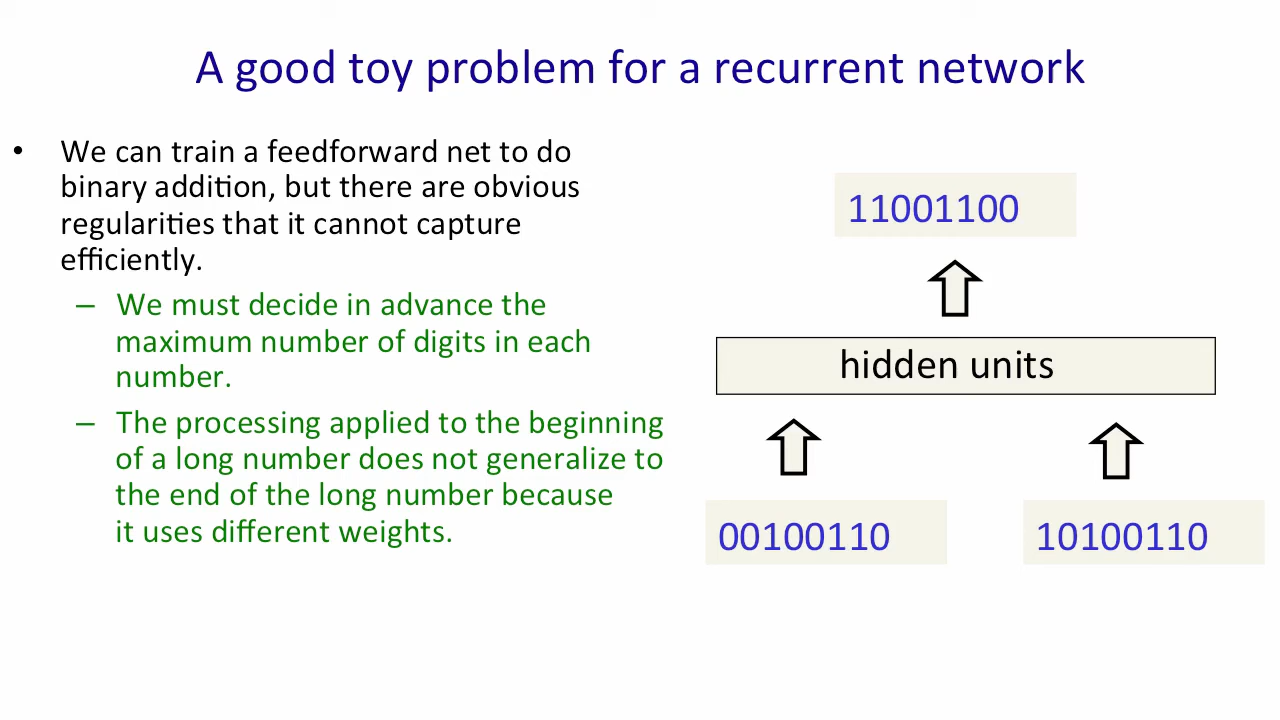 A good toy problem for a recurrent network
• We can train a feedforward net to do
binary addition, but there are obvious
regularities that it cannot capture
efficiently.
– We must decide in advance the
maximum number of digits in each
number.
– The processing applied to the beginning
of a long number does not generalize to
the end of the long number because
it uses different weights.
11001100
hidden units
00100110
10100110